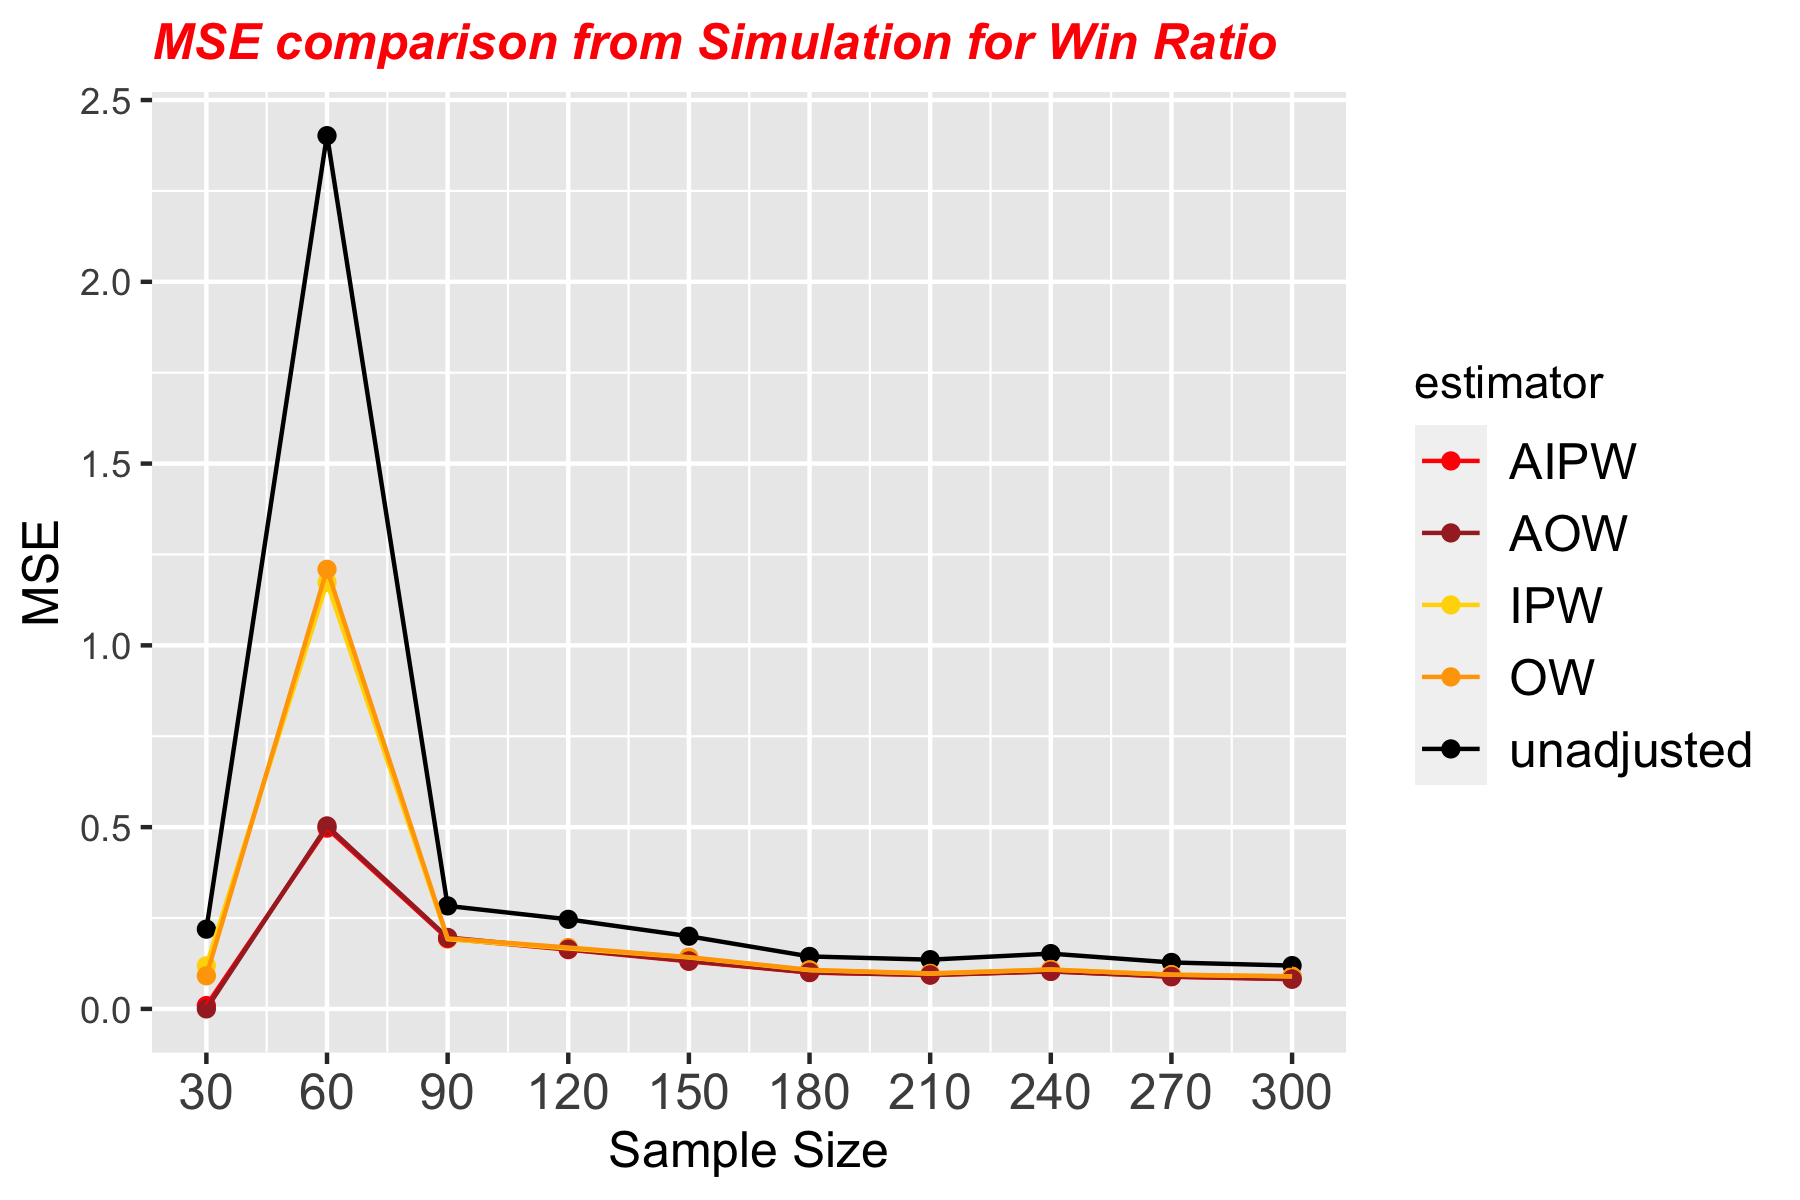 MSE comparison from Simulation for Win Ratio
2.5
2.0
1.5
1.0
0.5
0.0
MSE
30 60 90 120 150 180 210 240 270 300
Sample Size
estimator
AIPW
AOW
IPW
OW
unadjusted